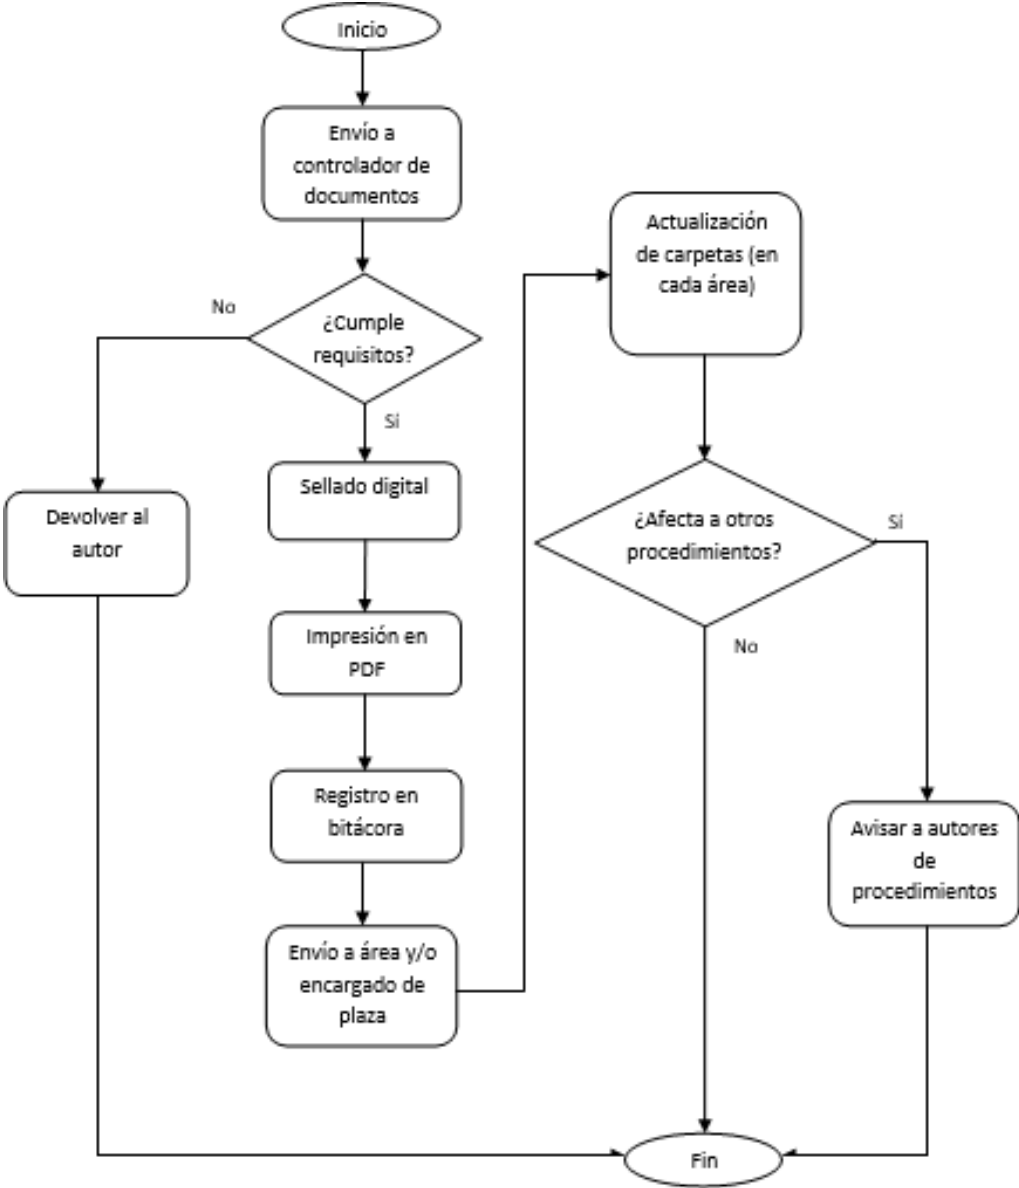 Inicio
Envío a
controlador de
documentos
No
¿Cumple
requisitos?
Sí
Devolver al
autor
Sellado digital
Impresión en
PDF
Registro en
bitácora
Envío a área y/o
encargado de
plaza
Actualización
de carpetas (en
cada área)
¿Afecta a otros
procedimientos?
Sí
No
Avisar a autores
de
procedimientos
Fin